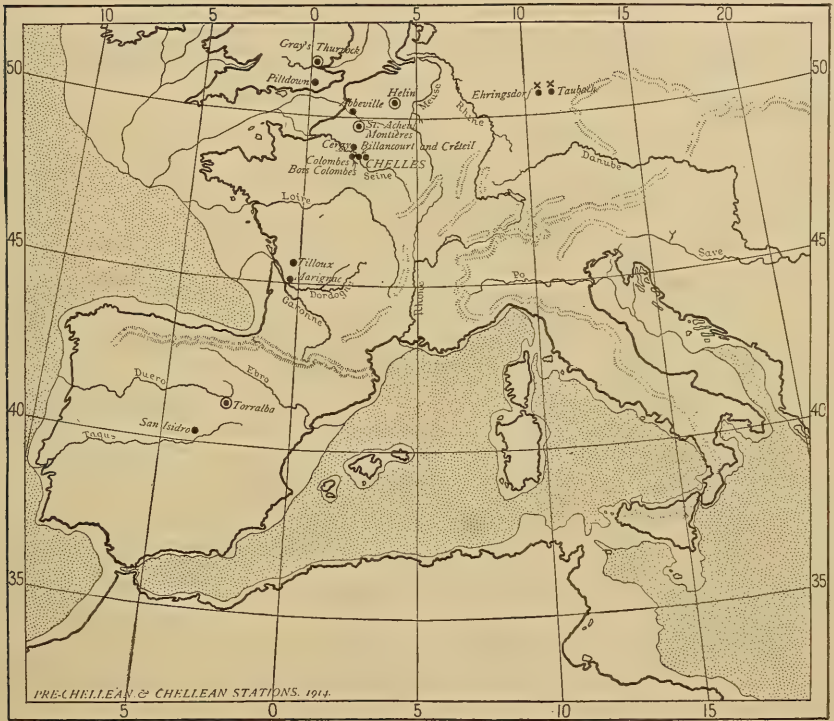 10 5 0 5 10 15 20
50 50
Gray's Thurrock
Piltdown
Helin
Abbeville
Meuse
Rhine
Ehringsdorf
Taubach
St. Acheul
Montières
Cergy
Billancourt and Créteil
Colombes
CHELLES
Bois Colombes
Seine
Danube
Loire
45 45
Save
Tilloux
Marignac
Dordogne
Garonne
Rhone
Po
Duero
Ebro
40 40
Torralba
San Isidro
Tagus
35 35
PRE-CHELLEAN & CHELLEAN STATIONS. 1914.
5 0 5 10 15